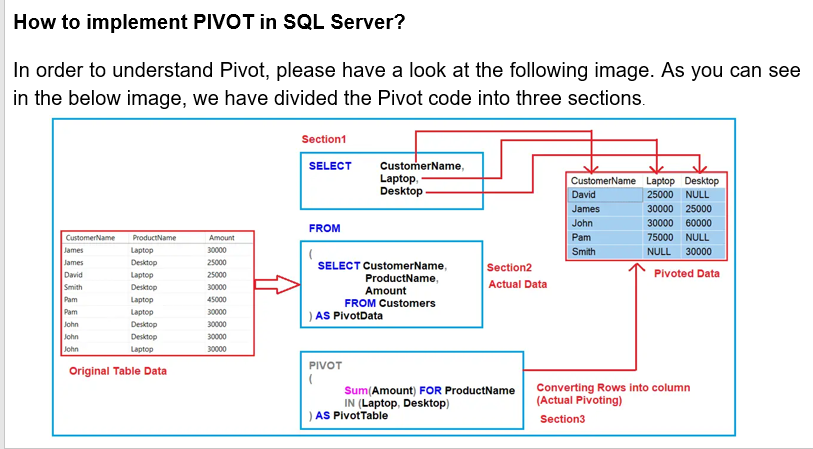 How to implement PIVOT in SQL Server?
In order to understand Pivot, please have a look at the following image. As you can see
in the below image, we have divided the Pivot code into three sections.
Section1
SELECT CustomerName,
Laptop,
Desktop
CustomerName Laptop Desktop
David 25000 NULL
James 30000 25000
John 30000 60000
Pam 75000 NULL
Smith NULL 30000
Pivoted Data
FROM
(
SELECT CustomerName,
ProductName,
Amount
FROM Customers
) AS PivotData
Section2
Actual Data
CustomerName ProductName Amount
James Laptop 30000
James Desktop 25000
David Laptop 25000
Smith Desktop 30000
Pam Laptop 45000
Pam Laptop 30000
John Desktop 30000
John Desktop 30000
John Laptop 30000
Original Table Data
PIVOT
(
Sum(Amount) FOR ProductName
IN (Laptop, Desktop)
) AS PivotTable
Converting Rows into column
(Actual Pivoting)
Section3